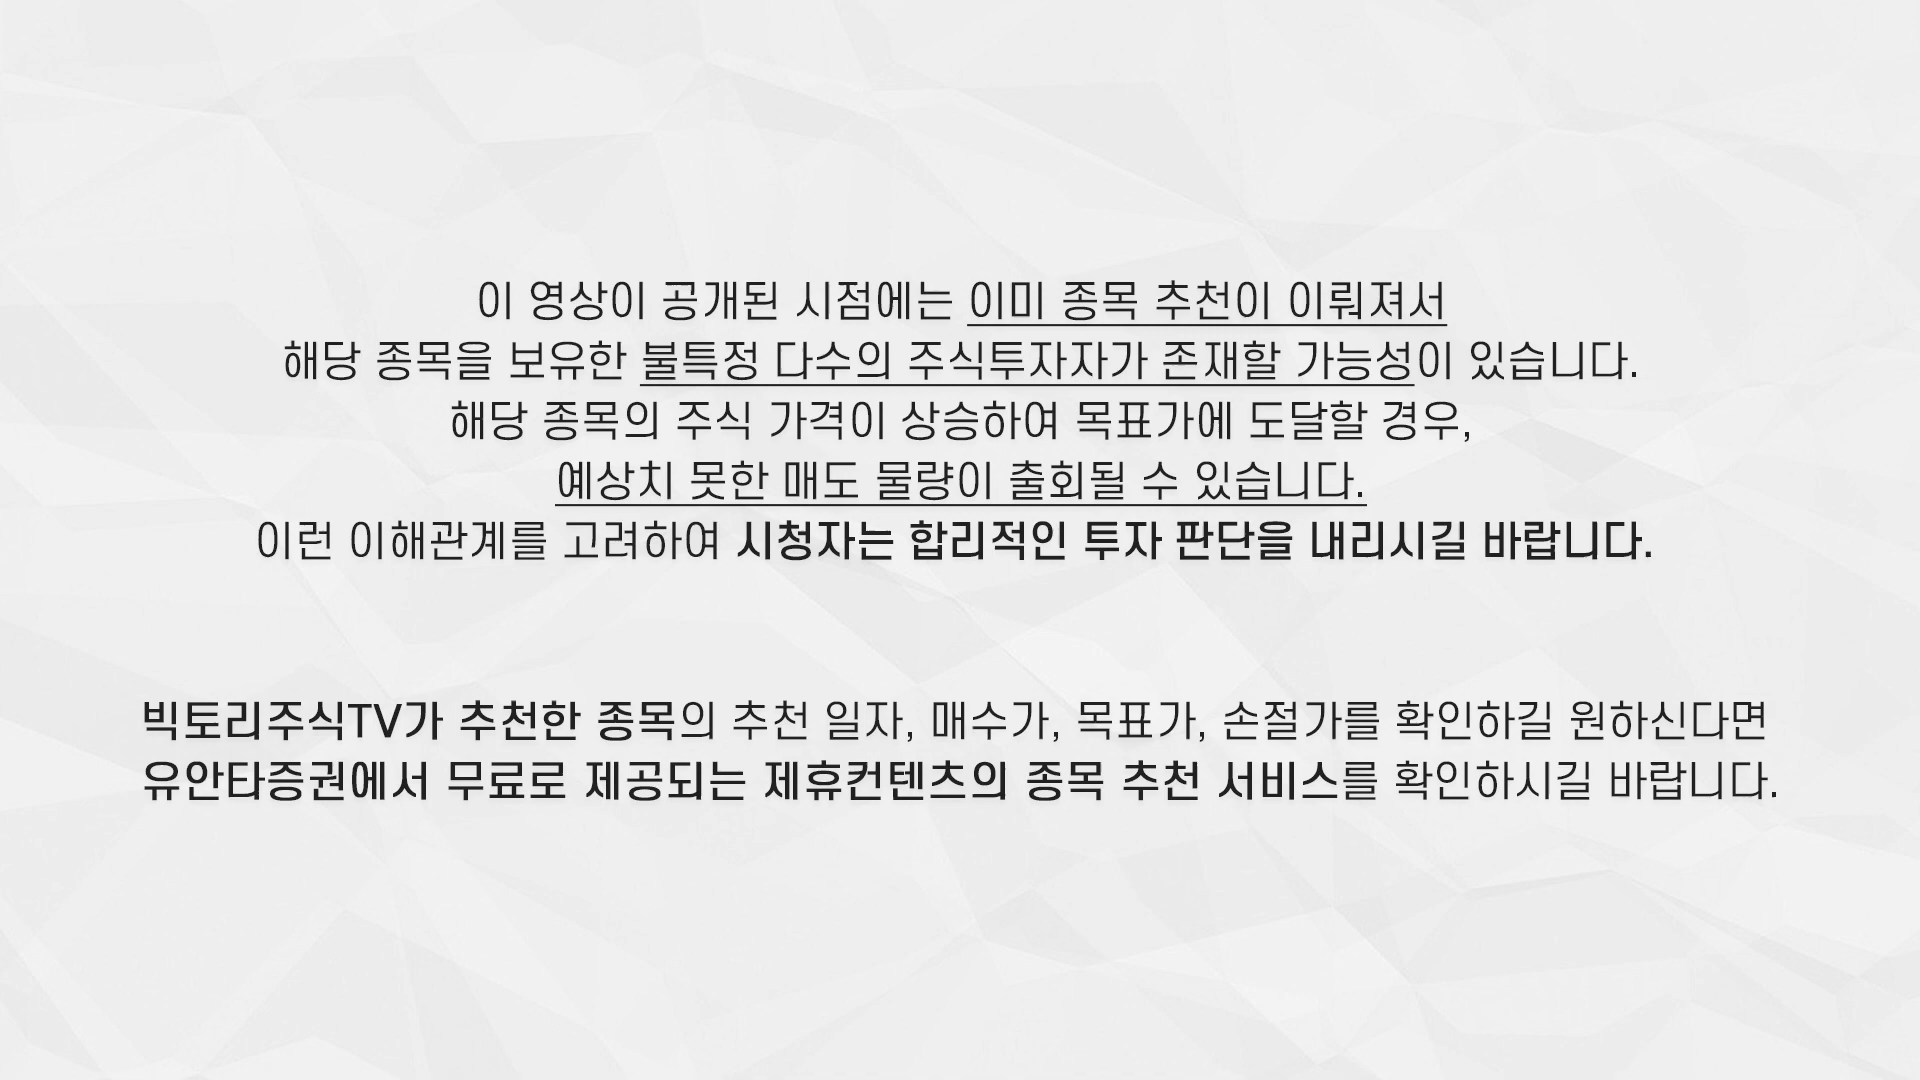 이 영상이 공개된 시점에는 이미 종목 추천이 이뤄져서
해당 종목을 보유한 불특정 다수의 주식투자자가 존재할 가능성이 있습니다.
해당 종목의 주식 가격이 상승하여 목표가에 도달할 경우,
예상치 못한 매도 물량이 출회될 수 있습니다.
이런 이해관계를 고려하여 시청자는 합리적인 투자 판단을 내리시길 바랍니다.
빅토리주식TV가 추천한 종목의 추천 일자, 매수가, 목표가, 손절가를 확인하길 원하신다면
유안타증권에서 무료로 제공되는 제휴컨텐츠의 종목 추천 서비스를 확인하시길 바랍니다.